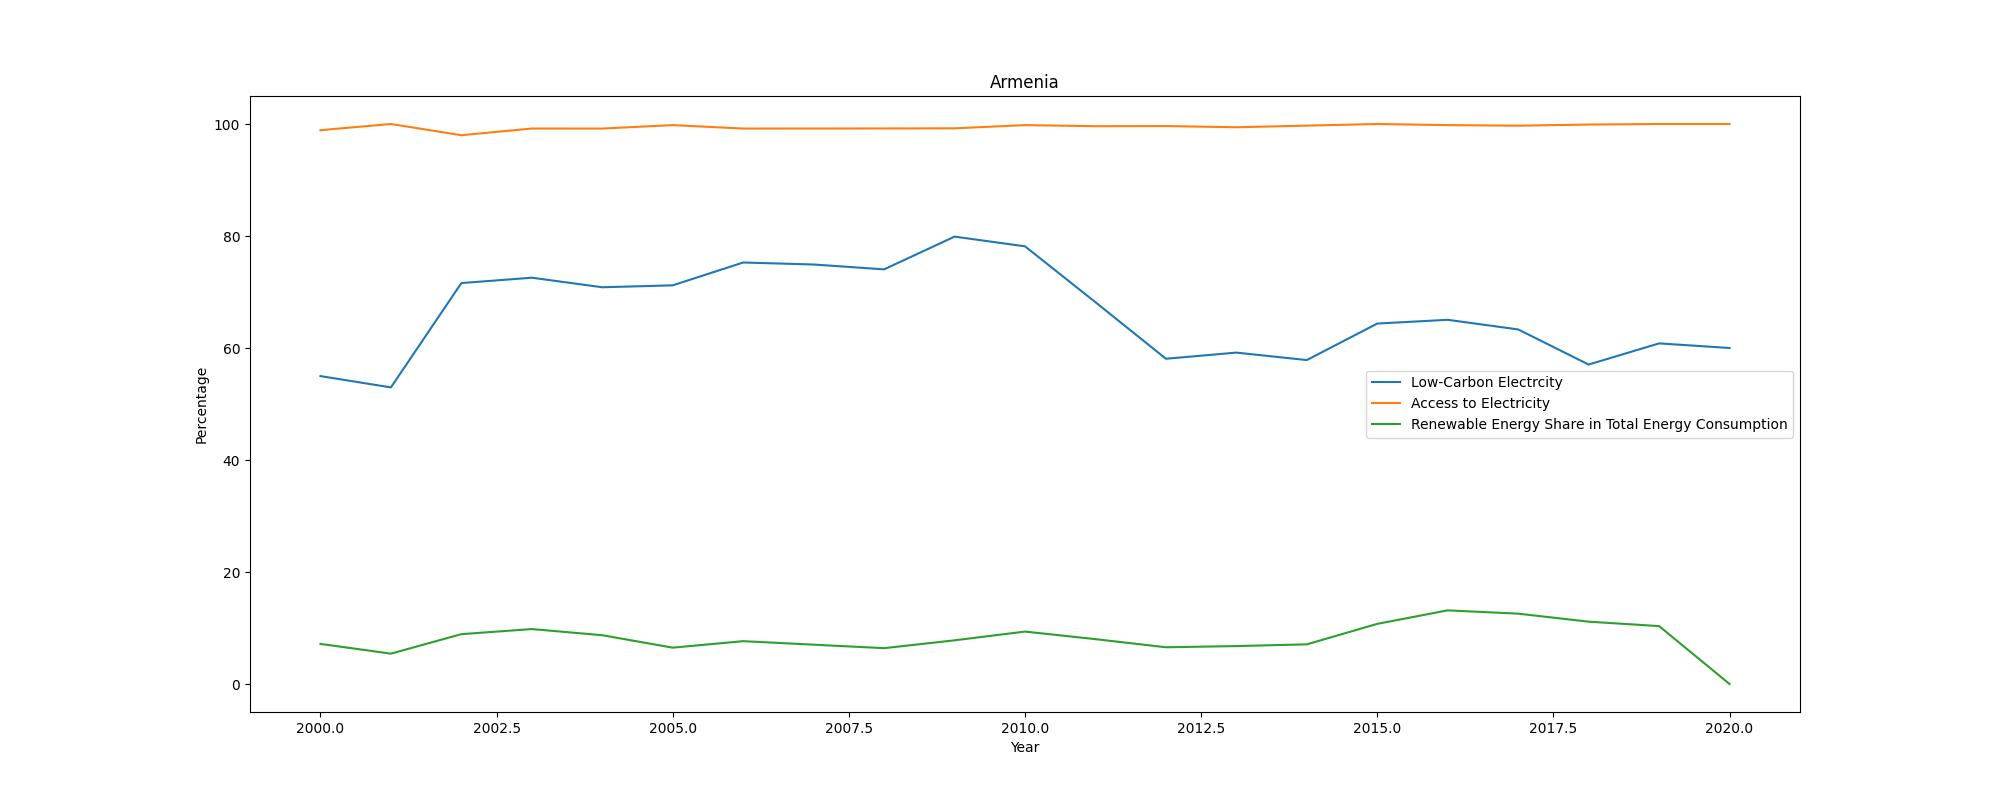 Armenia
100
80
60
40
20
0
Percentage
Low-Carbon Electrcity
Access to Electricity
Renewable Energy Share in Total Energy Consumption
2000.0 2002.5 2005.0 2007.5 2010.0 2012.5 2015.0 2017.5 2020.0
Year